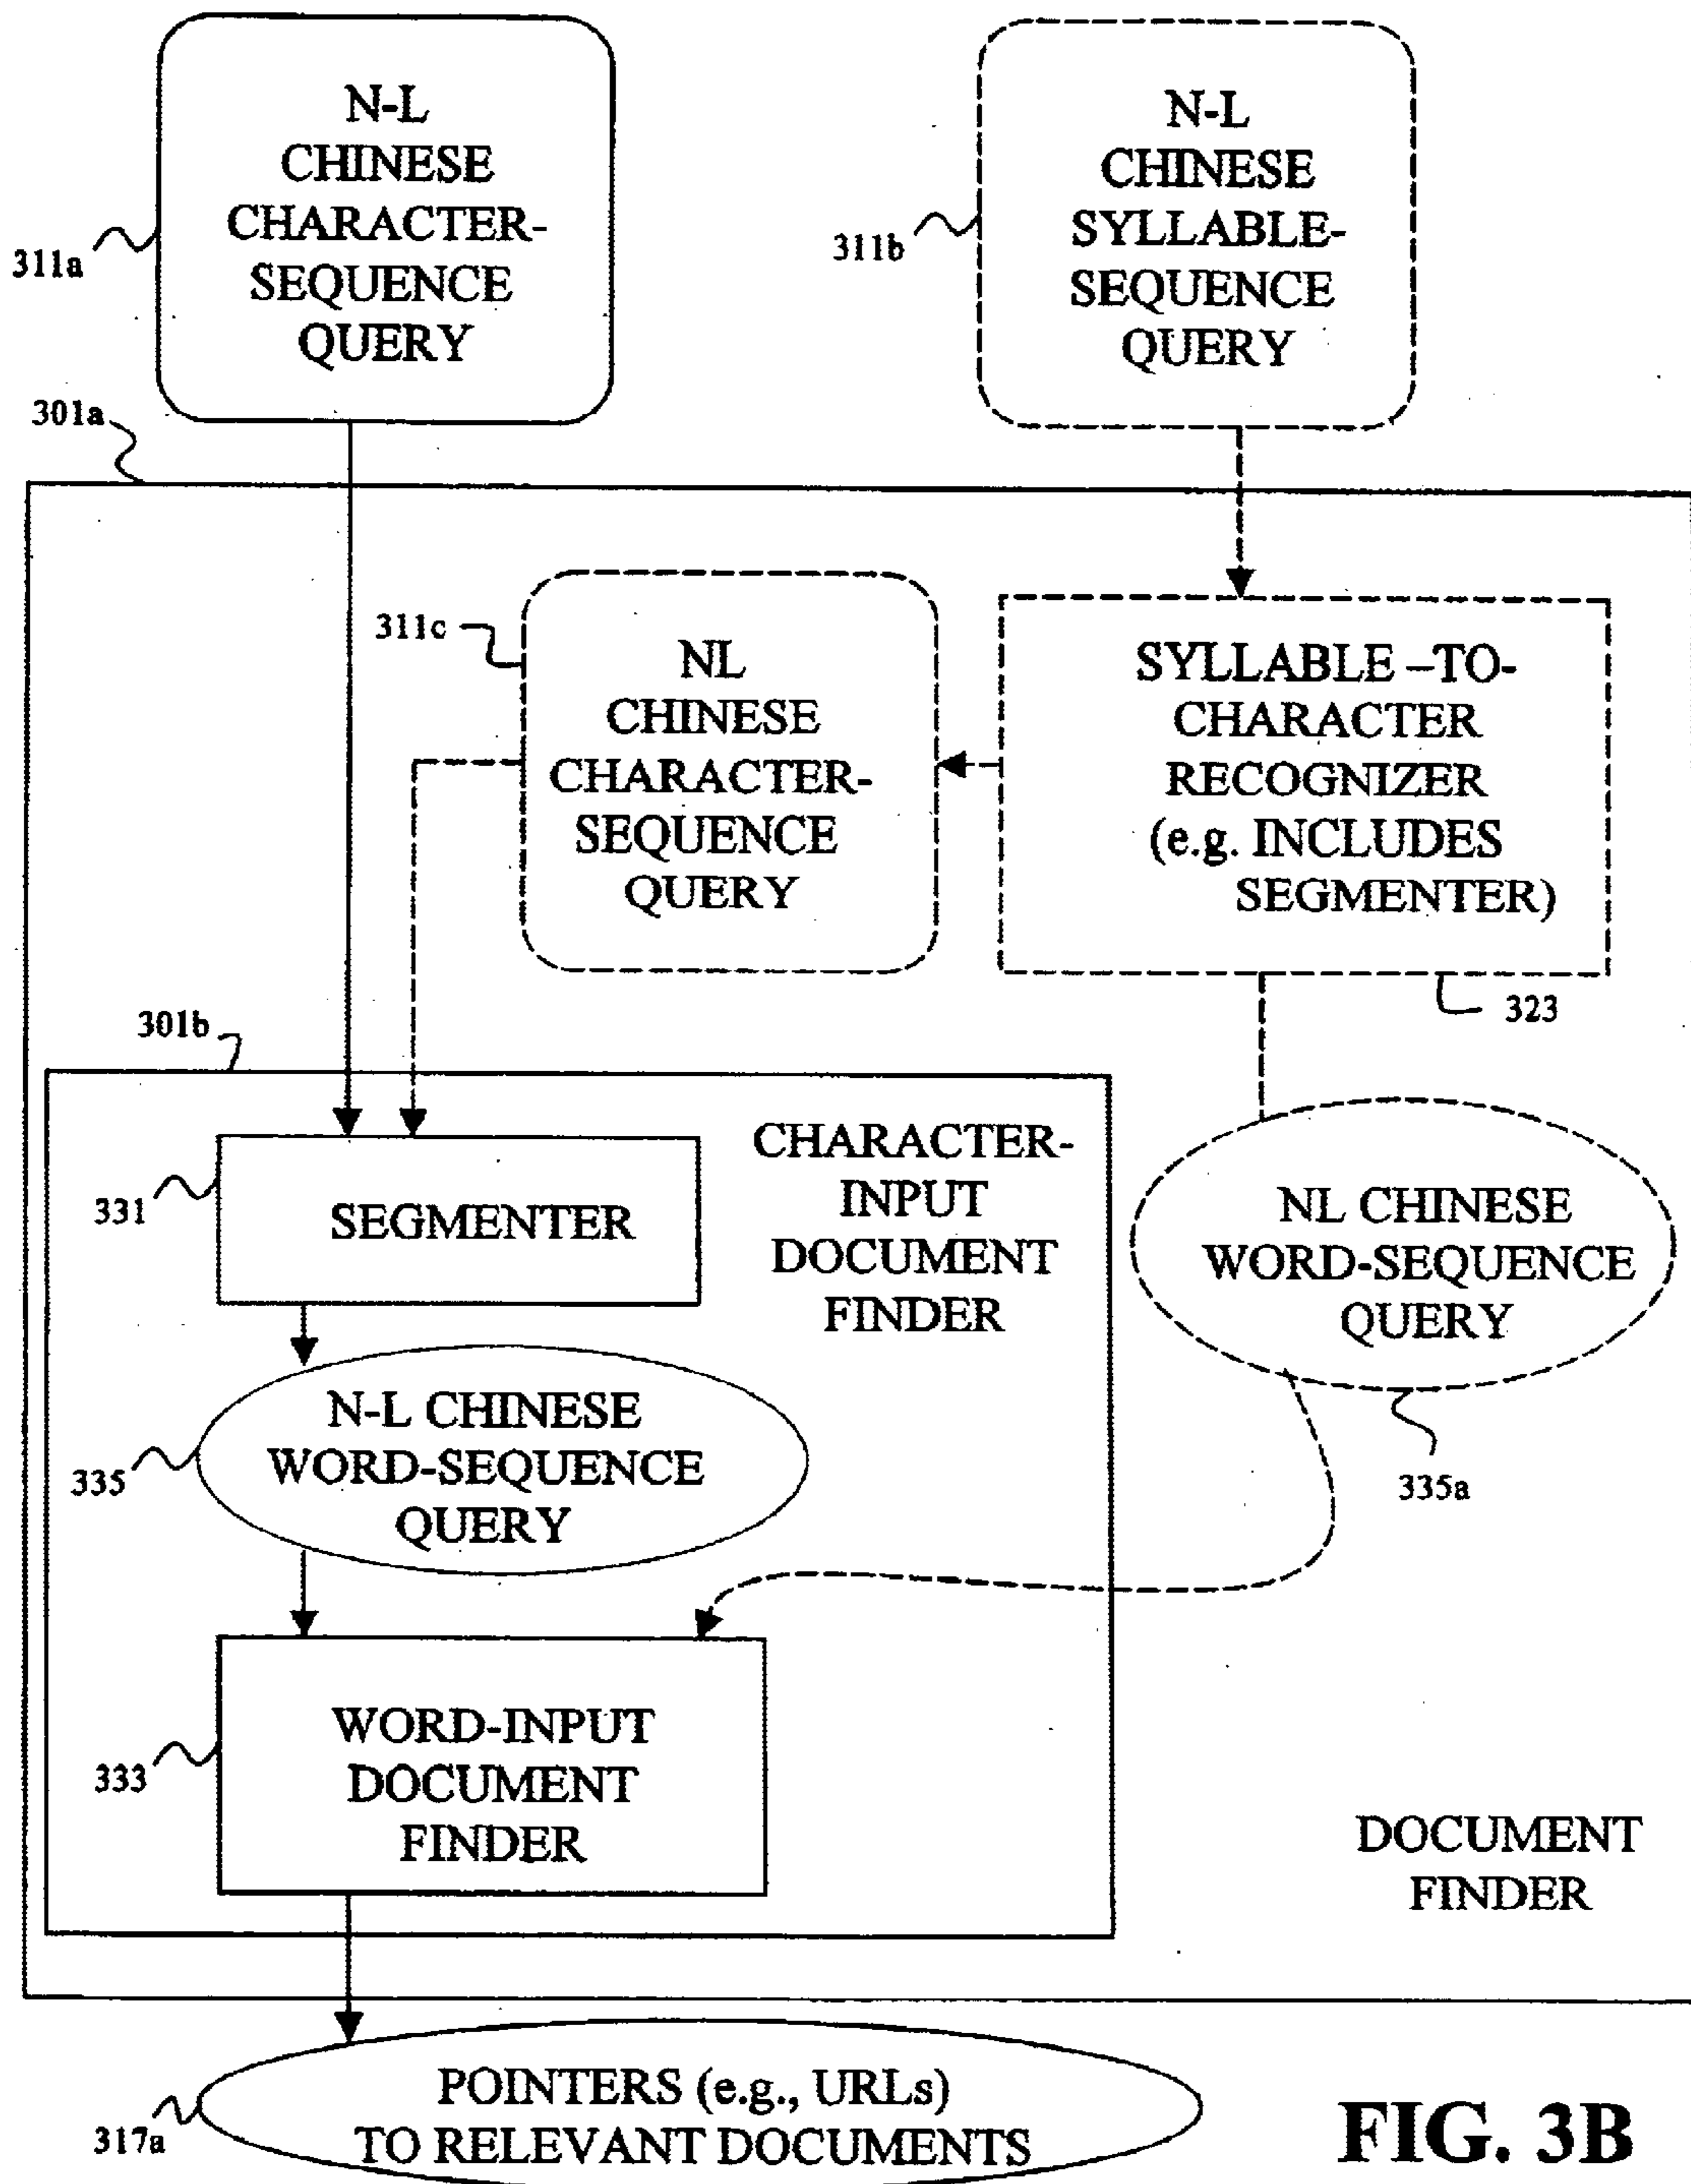 N-L
CHINESE
CHARACTER-
SEQUENCE
QUERY
311a
N-L
CHINESE
SYLLABLE-
SEQUENCE
QUERY
311b
301a
311c
NL
CHINESE
CHARACTER-
SEQUENCE
QUERY
SYLLABLE –TO-
CHARACTER
RECOGNIZER
(e.g. INCLUDES
SEGMENTER)
323
301b
CHARACTER-
INPUT
DOCUMENT
FINDER
331
SEGMENTER
NL CHINESE
WORD-SEQUENCE
QUERY
335a
N-L CHINESE
WORD-SEQUENCE
QUERY
335
WORD-INPUT
DOCUMENT
FINDER
333
DOCUMENT
FINDER
POINTERS (e.g., URLs)
TO RELEVANT DOCUMENTS
317a
FIG. 3B